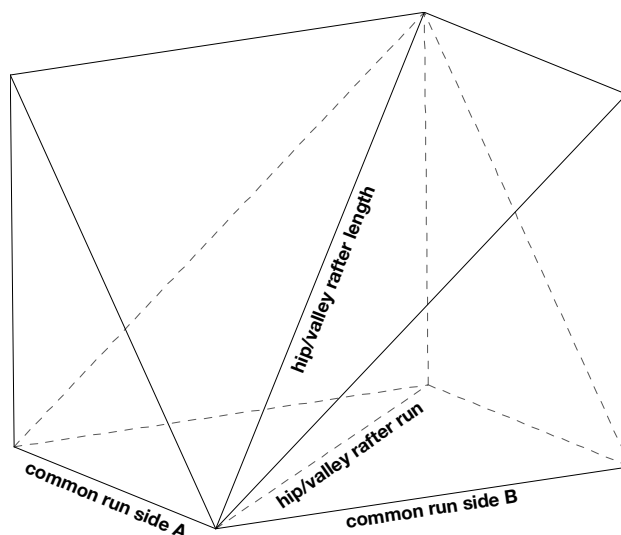 hip/valley rafter length
hip/valley rafter run
common run side A
common run side B